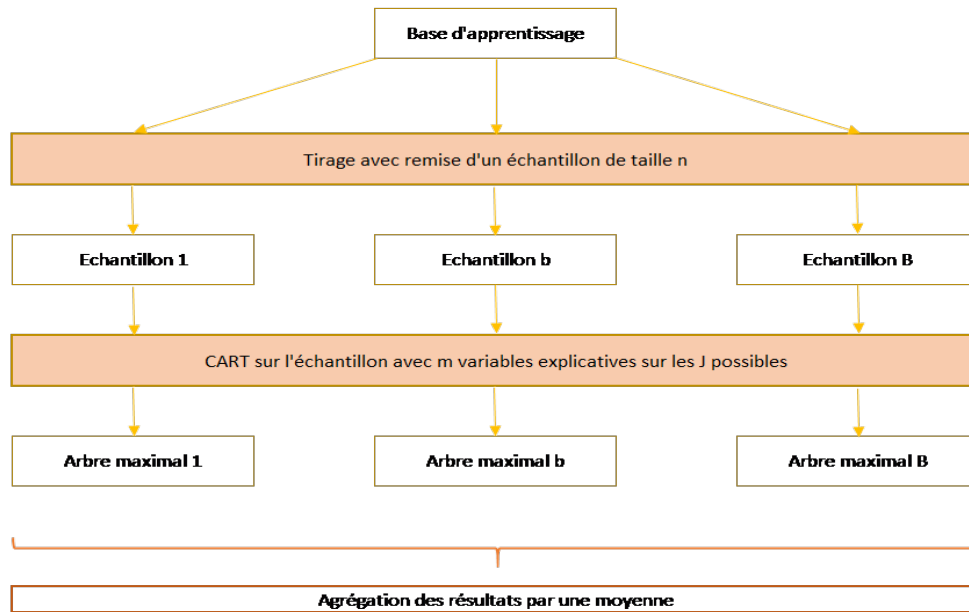 Base d'apprentissage
Tirage avec remise d'un échantillon de taille n
Echantillon 1
Echantillon b
Echantillon B
CART sur l'échantillon avec m variables explicatives sur les J possibles
Arbre maximal 1
Arbre maximal b
Arbre maximal B
Agrégation des résultats par une moyenne